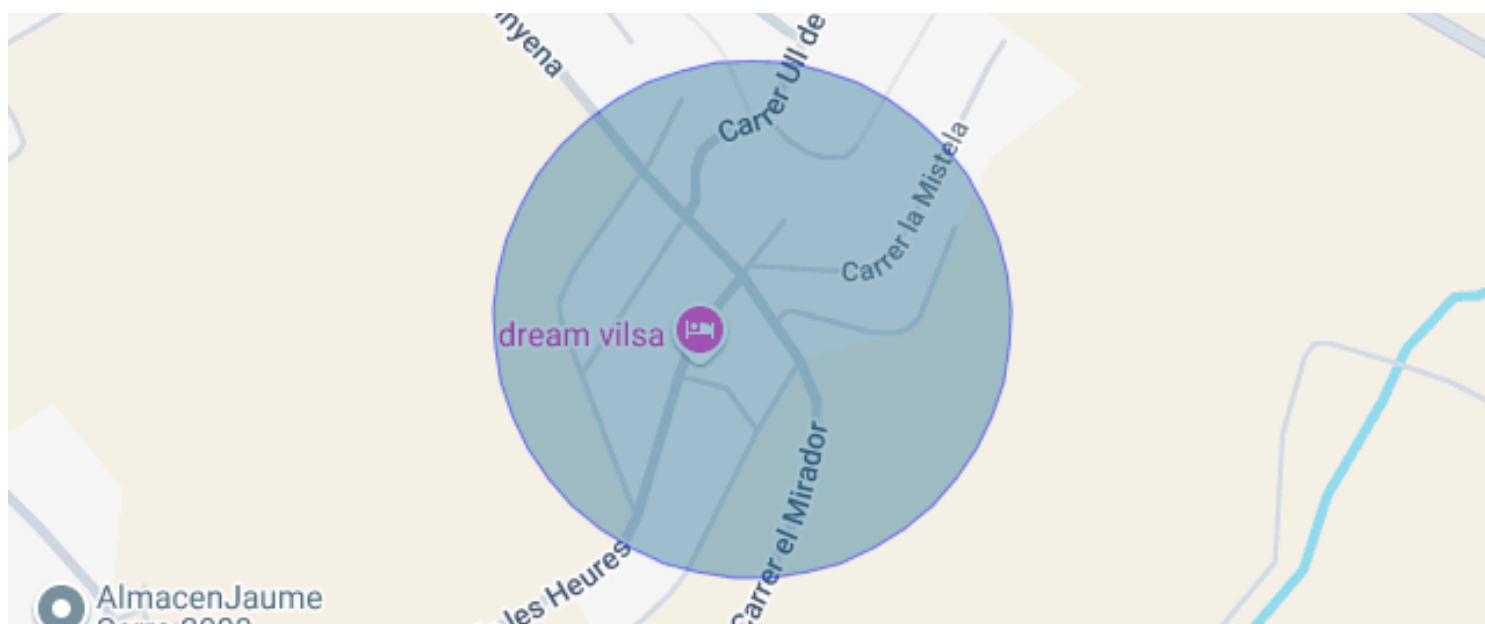 nyena
Carrer Ull de
Carrer la Mistela
dream vilsa
Carrer el Mirador
les Heures
AlmacenJaume